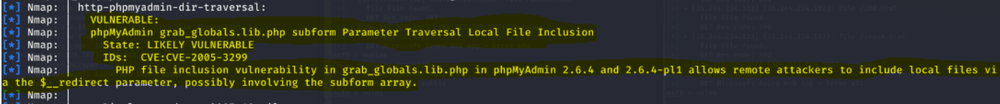 [*] Nmap: | http-phpmyadmin-dir-traversal:
[*] Nmap: |   VULNERABLE:
[*] Nmap: |   phpMyAdmin grab_globals.lib.php subform Parameter Traversal Local File Inclusion
[*] Nmap: |     State: LIKELY VULNERABLE
[*] Nmap: |     IDs:  CVE:CVE-2005-3299
[*] Nmap: |       PHP file inclusion vulnerability in grab_globals.lib.php in phpMyAdmin 2.6.4 and 2.6.4-pl1 allows remote attackers to include local files vi
a the $__redirect parameter, possibly involving the subform array.
[*] Nmap: |